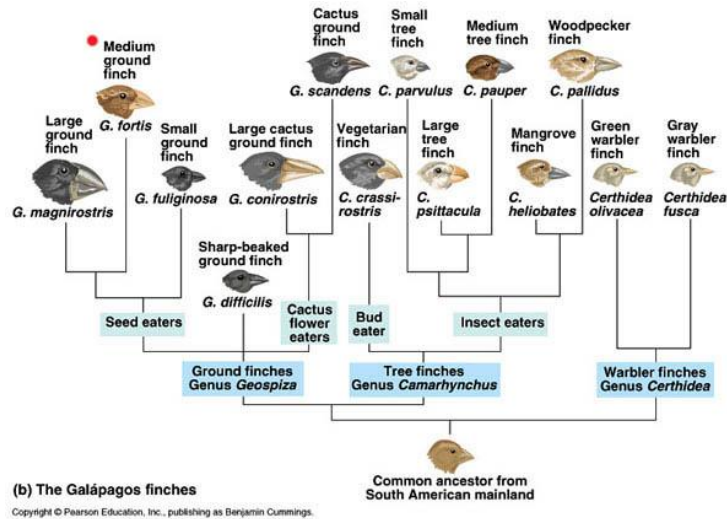 Medium
ground
finch
G. fortis
Large
ground
finch
G. magnirostris
Small
ground
finch
G. fuliginosa
Large cactus
ground finch
G. conirostris
Cactus
ground
finch
G. scandens
Vegetarian
finch
C. crassi-
rostris
Small
tree
finch
C. parvulus
Large
tree
finch
C.
psittacula
Medium
tree finch
C. pauper
Mangrove
finch
C.
heliobates
Woodpecker
finch
C. pallidus
Green
warbler
finch
Certhidea
olivacea
Gray
warbler
finch
Certhidea
fusca
Sharp-beaked
ground finch
G. difficilis
Seed eaters
Cactus
flower
eaters
Bud
eater
Insect eaters
Ground finches
Genus Geospiza
Tree finches
Genus Camarhynchus
Warbler finches
Genus Certhidea
Common ancestor from
South American mainland
(b) The Galápagos finches
Copyright © Pearson Education, Inc., publishing as Benjamin Cummings.